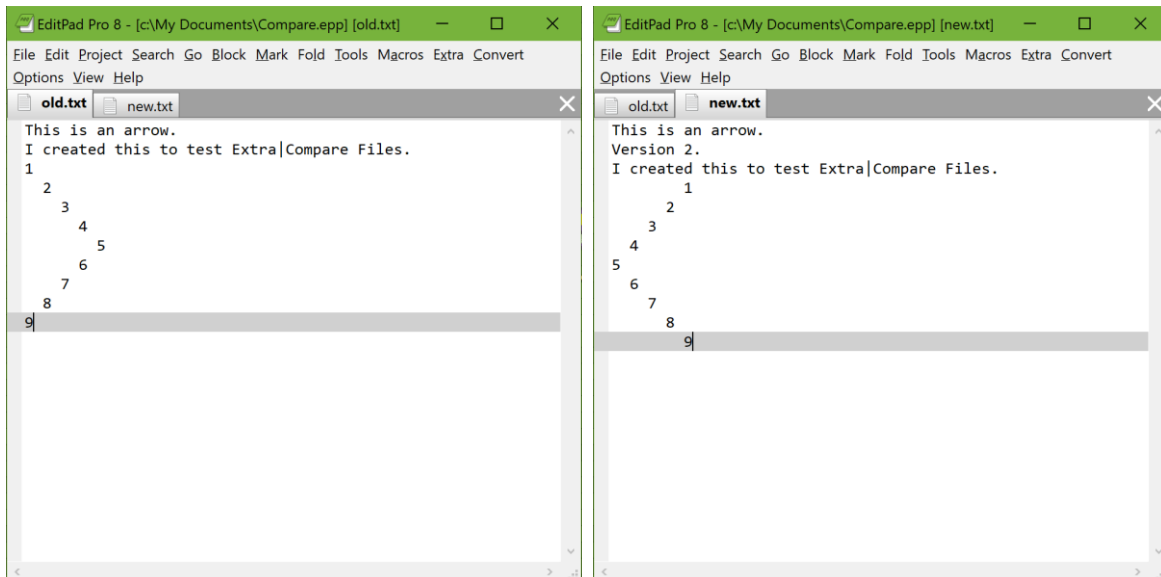 EditPad Pro 8 - [c:\My Documents\Compare.epp] [old.txt]
File Edit Project Search Go Block Mark Fold Tools Macros Extra Convert
Options View Help
old.txt new.txt
This is an arrow.
I created this to test Extra|Compare Files.
1
  2
    3
      4
        5
      6
    7
  8
9
EditPad Pro 8 - [c:\My Documents\Compare.epp] [new.txt]
File Edit Project Search Go Block Mark Fold Tools Macros Extra Convert
Options View Help
old.txt new.txt
This is an arrow.
Version 2.
I created this to test Extra|Compare Files.
        1
      2
    3
  4
5
  6
    7
      8
        9